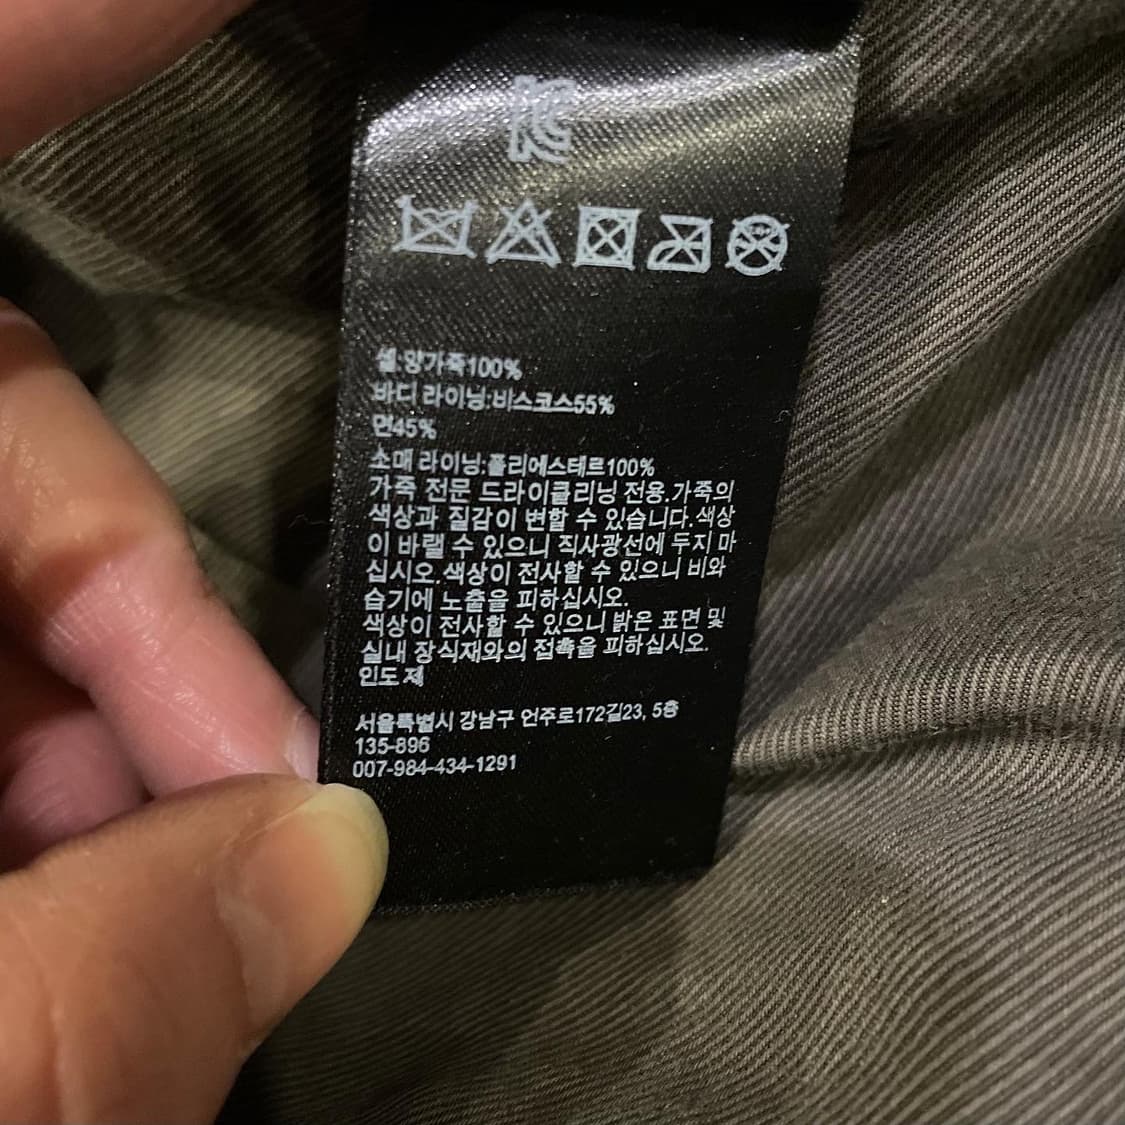 셸:양가죽100%
바디 라이닝:비스코스55%
면45%
소매 라이닝:폴리에스테르100%
가죽 전문 드라이클리닝 전용.가죽의
색상과 질감이 변할 수 있습니다.색상
이 바랠 수 있으니 직사광선에 두지 마
십시오.색상이 전사할 수 있으니 비와
습기에 노출을 피하십시오.
색상이 전사할 수 있으니 밝은 표면 및
실내 장식재와의 접촉을 피하십시오.
인도 제
서울특별시 강남구 언주로172길23, 5층
135-896
007-984-434-1291